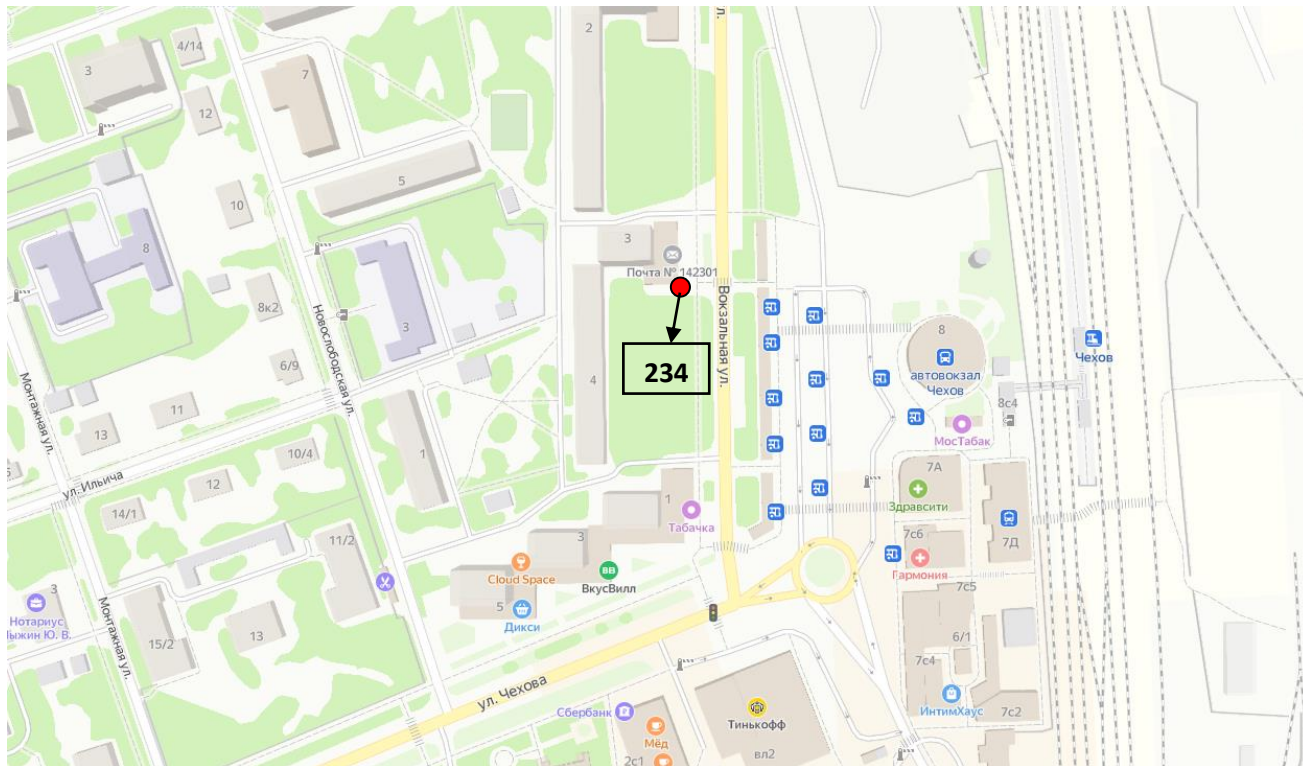 4/14
2
ул.
3
7
12
5
10
8
3
Почта № 142301
8к2
3
Новослободская ул.
Вокзальная ул.
8
Чехов
автовокзал
Чехов
6/9
234
4
8с4
Монтажная ул.
11
13
МосТабак
1
10/4
7А
ул. Ильича
12
Здравсити
14/1
1
Табачка
11/2
3
7с6
7Д
Cloud Space
Гармония
BB
ВкусВилл
7с5
3
Нотариус
ыжин Ю. В.
Монтажная ул.
5
Дикси
13
15/2
6/1
7с4
ул. Чехова
ИнтимХаус
Сбербанк
Тинькофф
7с2
Мёд
2с1
вл2